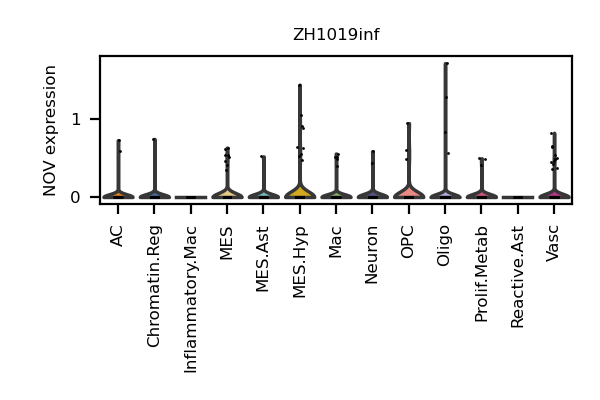 ZH1019inf
NOV expression
1
0
AC
Chromatin.Reg
Inflammatory.Mac
MES
MES.Ast
MES.Hyp
Mac
Neuron
OPC
Oligo
Prolif.Metab
Reactive.Ast
Vasc